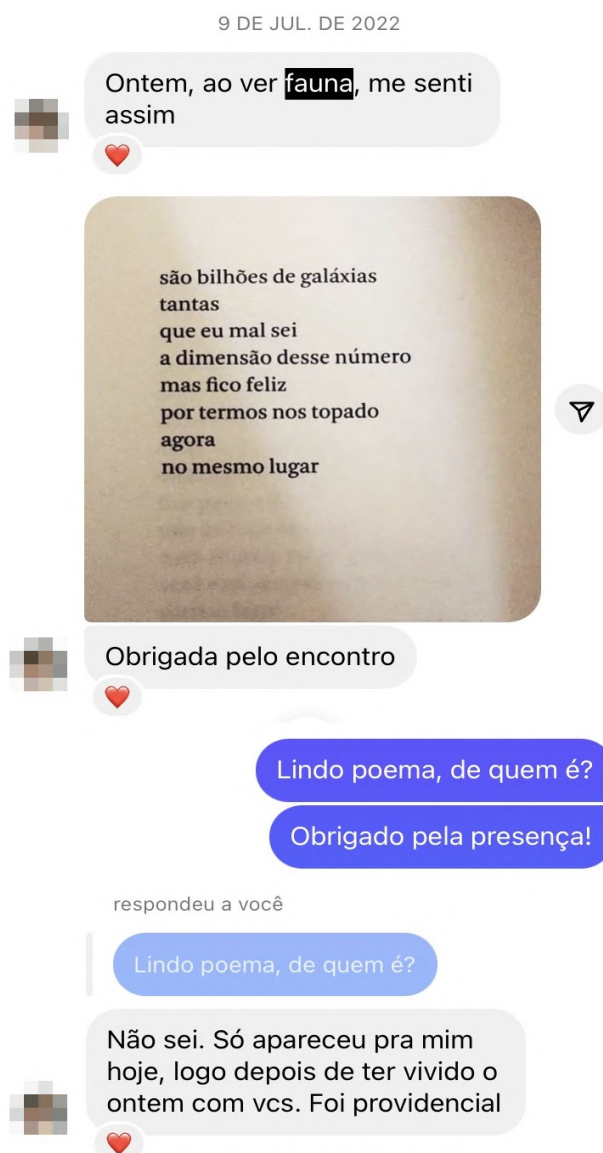 9 DE JUL. DE 2022
Ontem, ao ver fauna, me senti
assim
são bilhões de galáxias
tantas
que eu mal sei
a dimensão desse número
mas fico feliz
por termos nos topado
agora
no mesmo lugar
Obrigada pelo encontro
Lindo poema, de quem é?
Obrigado pela presença!
respondeu a você
Lindo poema, de quem é?
Não sei. Só apareceu pra mim
hoje, logo depois de ter vivido o
ontem com vcs. Foi providencial